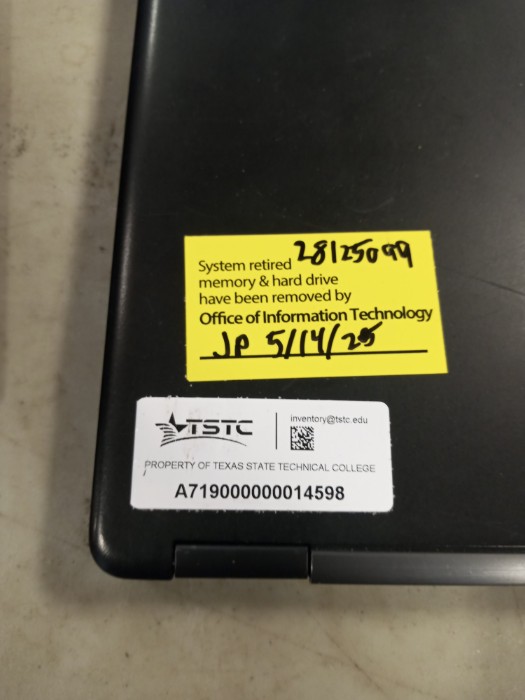 System retired 28125099
memory & hard drive
have been removed by
Office of Information Technology
JP 5/14/25
TSTC
inventory@tstc.edu
PROPERTY OF TEXAS STATE TECHNICAL COLLEGE
A719000000014598